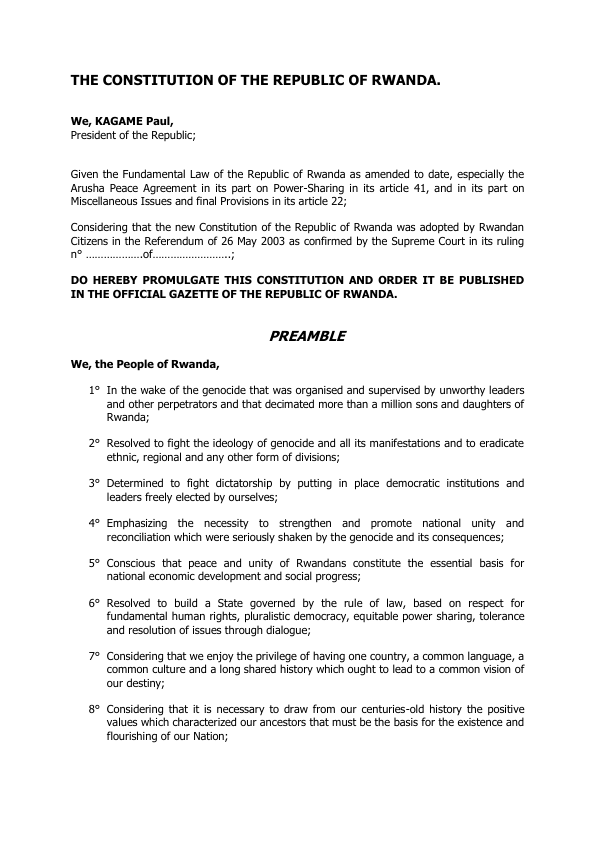 THE CONSTITUTION OF THE REPUBLIC OF RWANDA.
We, KAGAME Paul,
President of the Republic;
Given the Fundamental Law of the Republic of Rwanda as amended to date, especially the
Arusha Peace Agreement in its part on Power-Sharing in its article 41, and in its part on
Miscellaneous Issues and final Provisions in its article 22;
Considering that the new Constitution of the Republic of Rwanda was adopted by Rwandan
Citizens in the Referendum of 26 May 2003 as confirmed by the Supreme Court in its ruling
n° ………………..of……………………..;
DO HEREBY PROMULGATE THIS CONSTITUTION AND ORDER IT BE PUBLISHED
IN THE OFFICIAL GAZETTE OF THE REPUBLIC OF RWANDA.
PREAMBLE
We, the People of Rwanda,
1° In the wake of the genocide that was organised and supervised by unworthy leaders
and other perpetrators and that decimated more than a million sons and daughters of
Rwanda;
2° Resolved to fight the ideology of genocide and all its manifestations and to eradicate
ethnic, regional and any other form of divisions;
3° Determined to fight dictatorship by putting in place democratic institutions and
leaders freely elected by ourselves;
4° Emphasizing the necessity to strengthen and promote national unity and
reconciliation which were seriously shaken by the genocide and its consequences;
5° Conscious that peace and unity of Rwandans constitute the essential basis for
national economic development and social progress;
6° Resolved to build a State governed by the rule of law, based on respect for
fundamental human rights, pluralistic democracy, equitable power sharing, tolerance
and resolution of issues through dialogue;
7° Considering that we enjoy the privilege of having one country, a common language, a
common culture and a long shared history which ought to lead to a common vision of
our destiny;
8° Considering that it is necessary to draw from our centuries-old history the positive
values which characterized our ancestors that must be the basis for the existence and
flourishing of our Nation;